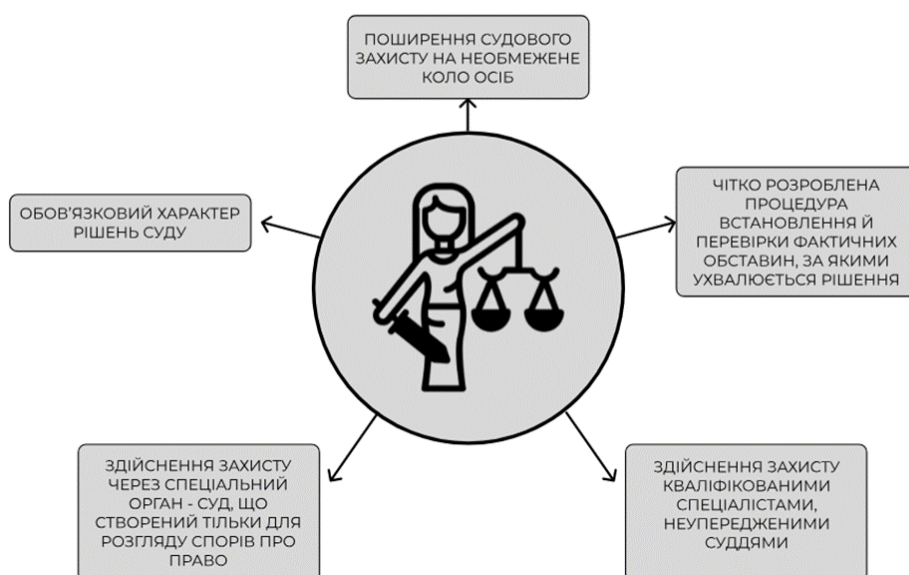 ПОШИРЕННЯ СУДОВОГО
ЗАХИСТУ НА НЕОБМЕЖЕНЕ
КОЛО ОСІБ
ОБОВ'ЯЗКОВИЙ ХАРАКТЕР
РІШЕНЬ СУДУ
ЧІТКО РОЗРОБЛЕНА
ПРОЦЕДУРА
ВСТАНОВЛЕННЯ Й
ПЕРЕВІРКИ ФАКТИЧНИХ
ОБСТАВИН, ЗА ЯКИМИ
УХВАЛЮЄТЬСЯ РІШЕННЯ
ЗДІЙСНЕННЯ ЗАХИСТУ
ЧЕРЕЗ СПЕЦІАЛЬНИЙ
ОРГАН - СУД, ЩО
СТВОРЕНИЙ ТІЛЬКИ ДЛЯ
РОЗГЛЯДУ СПОРІВ ПРО
ПРАВО
ЗДІЙСНЕННЯ ЗАХИСТУ
КВАЛІФІКОВАНИМИ
СПЕЦІАЛІСТАМИ,
НЕУПЕРЕДЖЕНИМИ
СУДДЯМИ